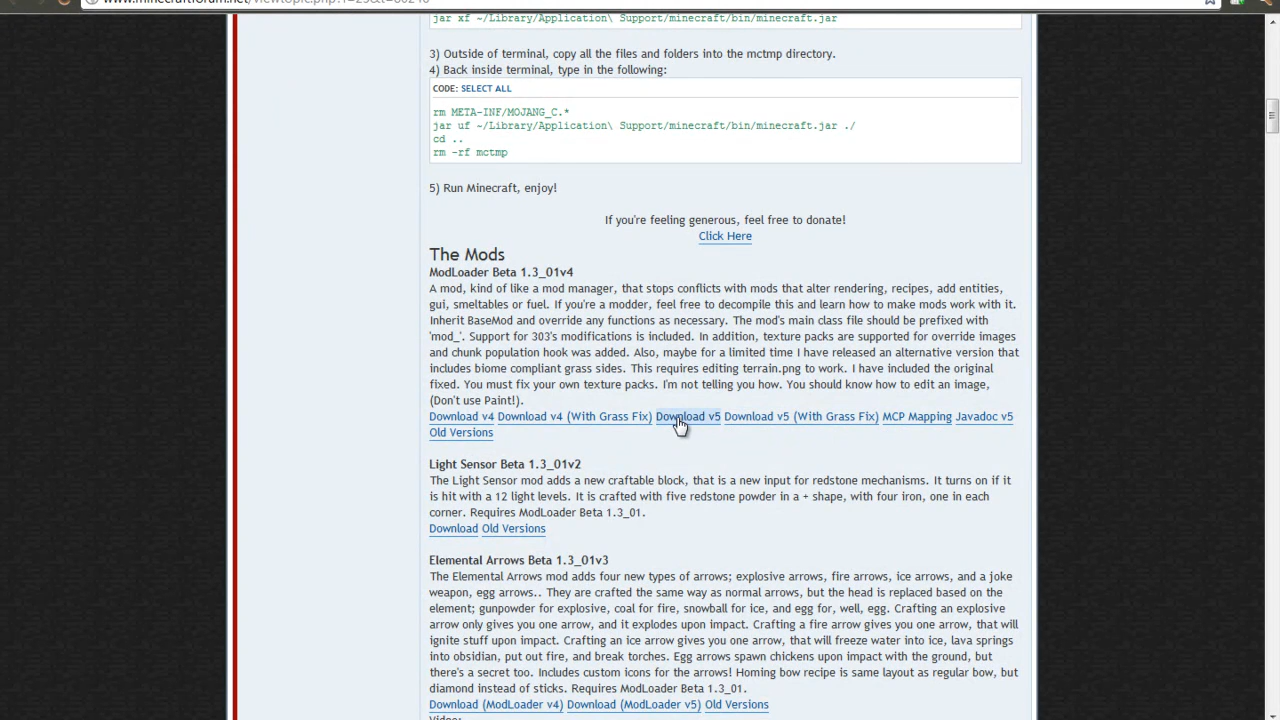 jar xf ~/Library/Application\ Support/minecraft/bin/minecraft.jar
3) Outside of terminal, copy all the files and folders into the mctmp directory.
4) Back inside terminal, type in the following:
CODE: SELECT ALL
rm META-INF/MOJANG_C.*
jar uf ~/Library/Application\ Support/minecraft/bin/minecraft.jar ./
cd ..
rm -rf mctmp
5) Run Minecraft, enjoy!
If you're feeling generous, feel free to donate!
Click Here
The Mods
ModLoader Beta 1.3_01v4
A mod, kind of like a mod manager, that stops conflicts with mods that alter rendering, recipes, add entities,
gui, smeltables or fuel. If you're a modder, feel free to decompile this and learn how to make mods work with it.
Inherit BaseMod and override any functions as necessary. The mod's main class file should be prefixed with
'mod_'. Support for 303's modifications is included. In addition, texture packs are supported for override images
and chunk population hook was added. Also, maybe for a limited time I have released an alternative version that
includes biome compliant grass sides. This requires editing terrain.png to work. I have included the original
fixed. You must fix your own texture packs. I'm not telling you how. You should know how to edit an image,
(Don't use Paint!).
Download v4 Download v4 (With Grass Fix) Download v5 Download v5 (With Grass Fix) MCP Mapping Javadoc v5
Old Versions
Light Sensor Beta 1.3_01v2
The Light Sensor mod adds a new craftable block, that is a new input for redstone mechanisms. It turns on if it
is hit with a 12 light levels. It is crafted with five redstone powder in a + shape, with four iron, one in each
corner. Requires ModLoader Beta 1.3_01.
Download Old Versions
Elemental Arrows Beta 1.3_01v3
The Elemental Arrows mod adds four new types of arrows; explosive arrows, fire arrows, ice arrows, and a joke
weapon, egg arrows.. They are crafted the same way as normal arrows, but the head is replaced based on the
element; gunpowder for explosive, coal for fire, snowball for ice, and egg for, well, egg. Crafting an explosive
arrow only gives you one arrow, and it explodes upon impact. Crafting a fire arrow gives you one arrow, that will
ignite stuff upon impact. Crafting an ice arrow gives you one arrow, that will freeze water into ice, lava springs
into obsidian, put out fire, and break torches. Egg arrows spawn chickens upon impact with the ground, but
there's a secret too. Includes custom icons for the arrows! Homing bow recipe is same layout as regular bow, but
diamond instead of sticks. Requires ModLoader Beta 1.3_01.
Download (ModLoader v4) Download (ModLoader v5) Old Versions
Video: